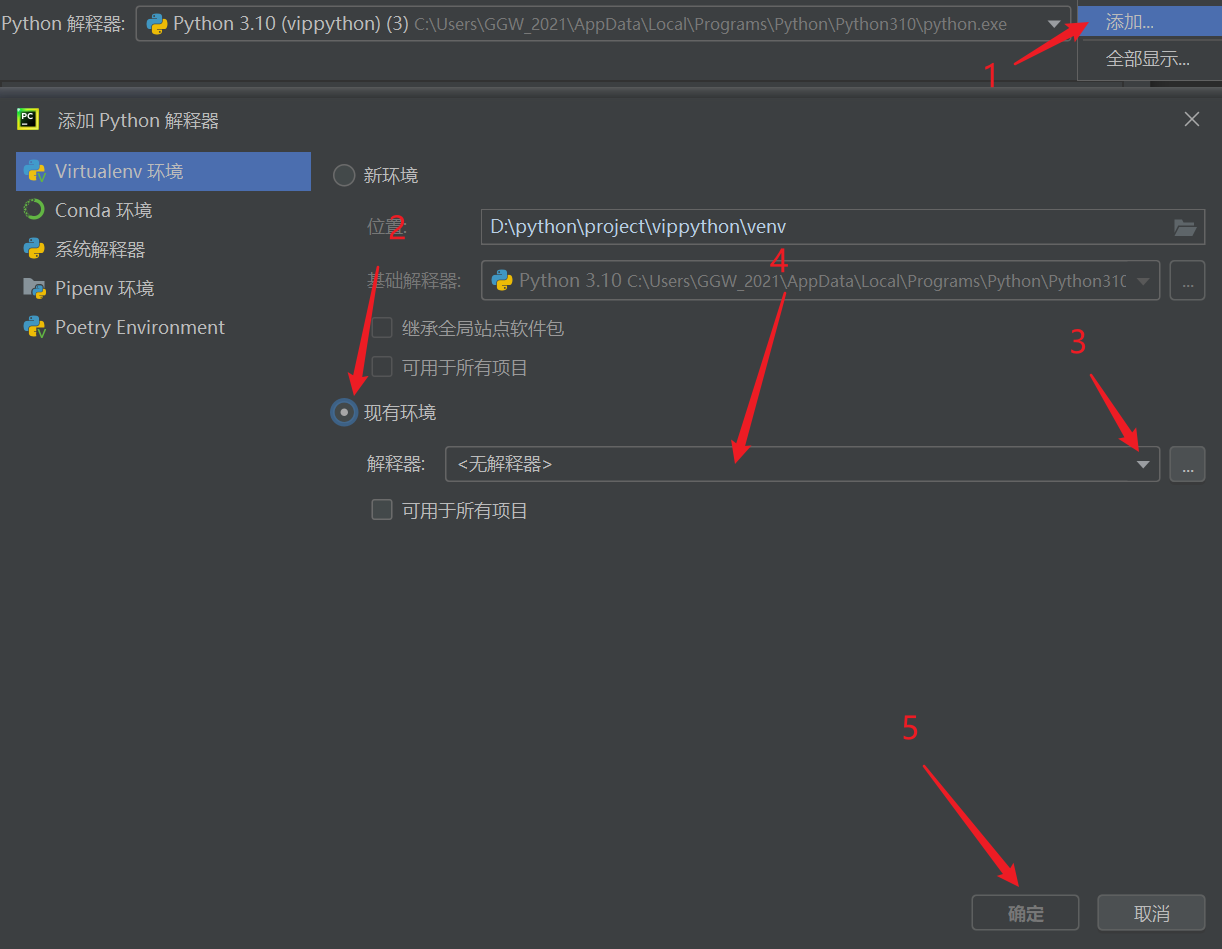 Python 解释器: Python 3.10 (vippython) (3) C:\Users\GGW_2021\AppData\Local\Programs\Python\Python310\python.exe 添加...
全部显示...
1
PC 添加 Python 解释器
Virtualenv 环境
Conda 环境
系统解释器
Pipenv 环境
Poetry Environment
新环境
位置: D:\python\project\vippython\venv
2
4
基础解释器: Python 3.10 C:\Users\GGW_2021\AppData\Local\Programs\Python\Python310 ...
继承全局站点软件包
3
可用于所有项目
现有环境
解释器: <无解释器> ...
可用于所有项目
5
确定 取消